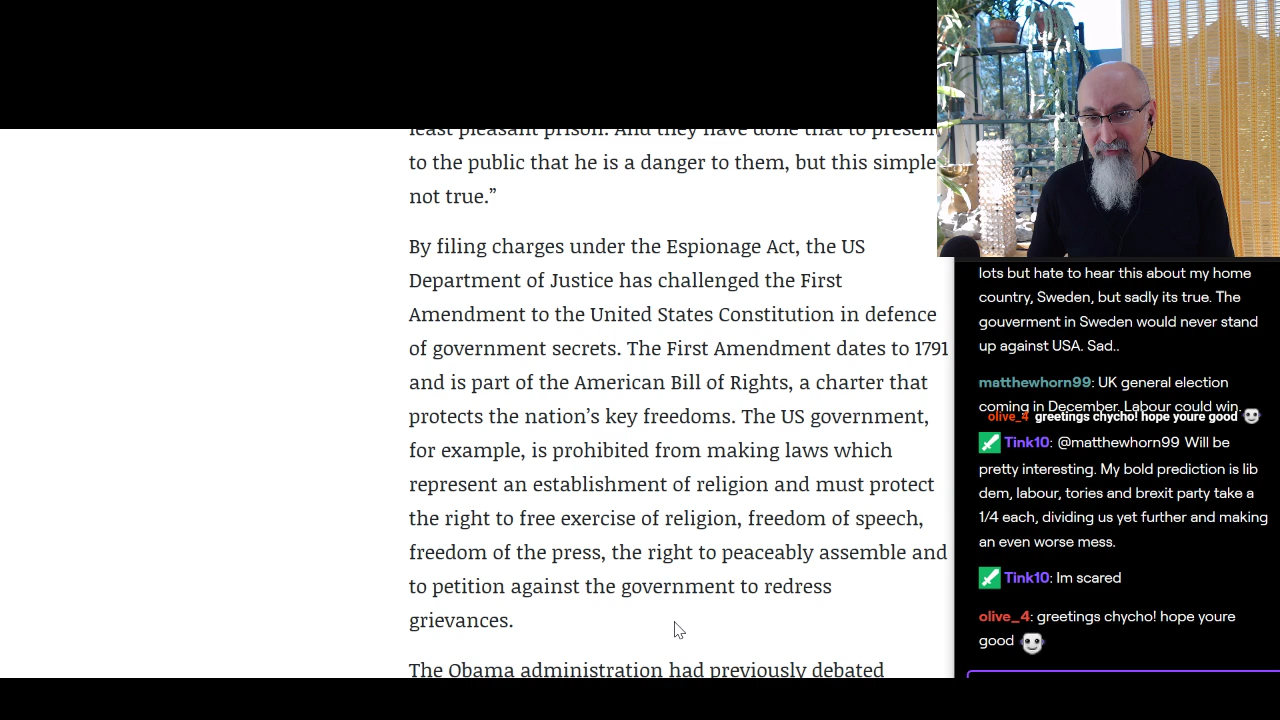 least pleasant prison. And they have done that to presen
to the public that he is a danger to them, but this simple
not true.”
By filing charges under the Espionage Act, the US
Department of Justice has challenged the First
Amendment to the United States Constitution in defence
of government secrets. The First Amendment dates to 1791
and is part of the American Bill of Rights, a charter that
protects the nation’s key freedoms. The US government,
for example, is prohibited from making laws which
represent an establishment of religion and must protect
the right to free exercise of religion, freedom of speech,
freedom of the press, the right to peaceably assemble and
to petition against the government to redress
grievances.
The Obama administration had previously debated
lots but hate to hear this about my home
country, Sweden, but sadly its true. The
gouverment in Sweden would never stand
up against USA. Sad..
matthewhorn99: UK general election
coming in December. Labour could win.
olive_4 greetings chycho! hope youre good
Tink10: @matthewhorn99 Will be
pretty interesting. My bold prediction is lib
dem, labour, tories and brexit party take a
1/4 each, dividing us yet further and making
an even worse mess.
Tink10: Im scared
olive_4: greetings chycho! hope youre
good